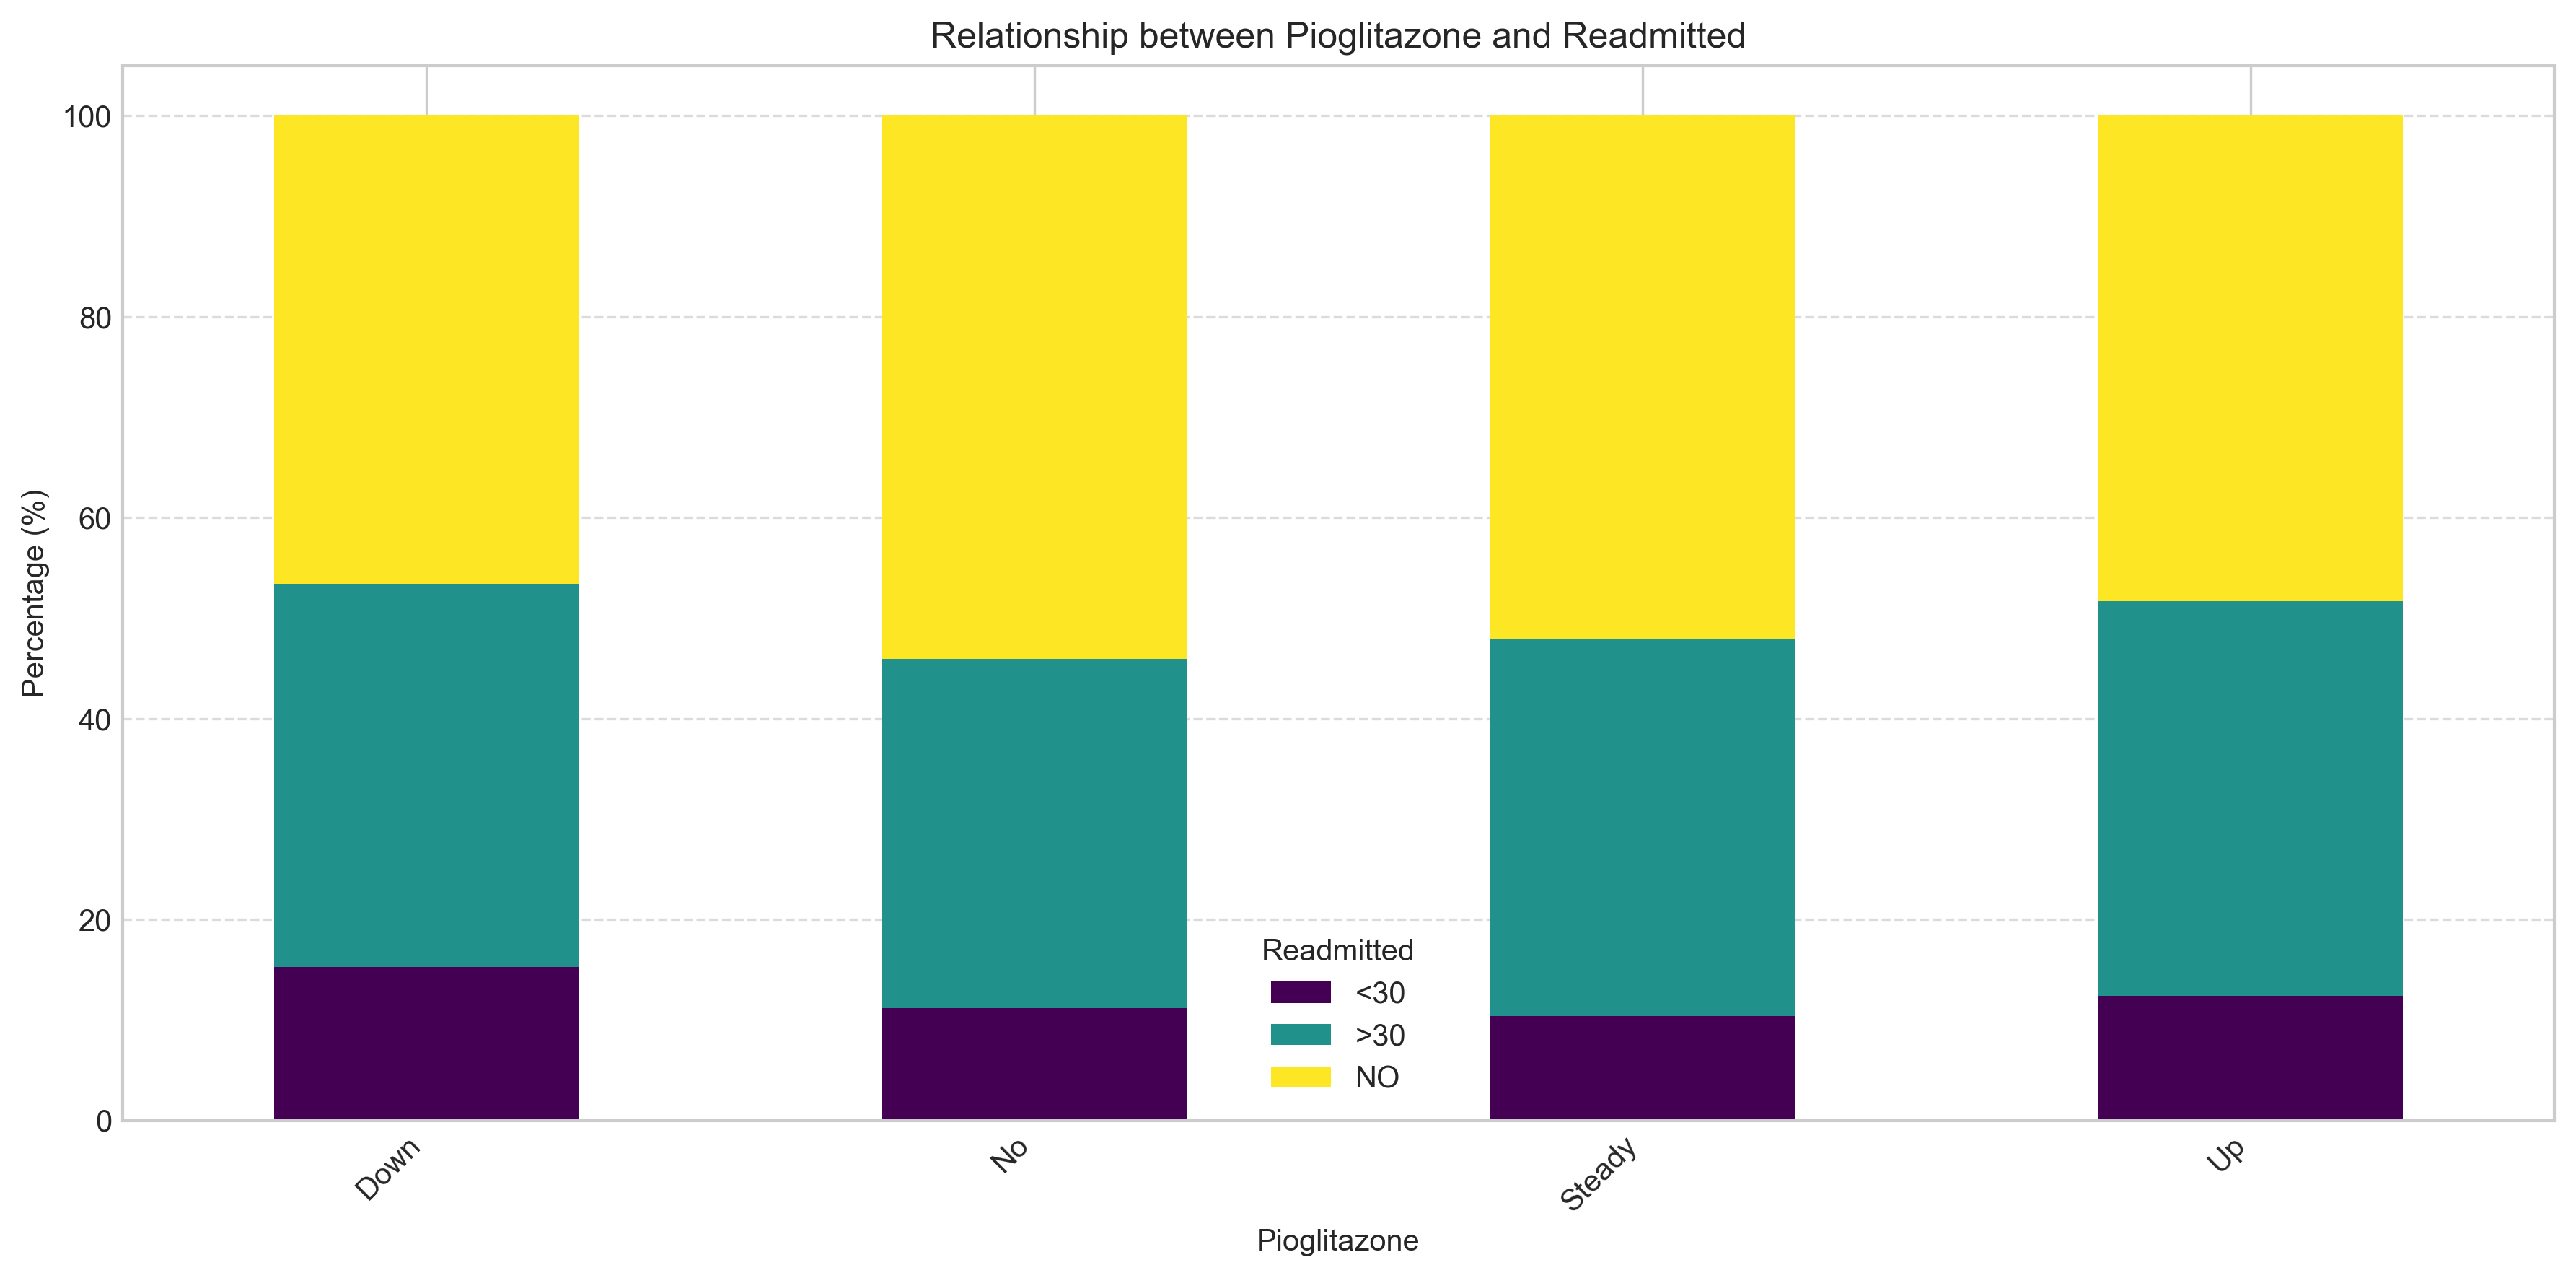 Relationship between Pioglitazone and Readmitted
Percentage (%)
100
80
60
40
20
0
Readmitted
<30
>30
NO
Down
No
Steady
Up
Pioglitazone